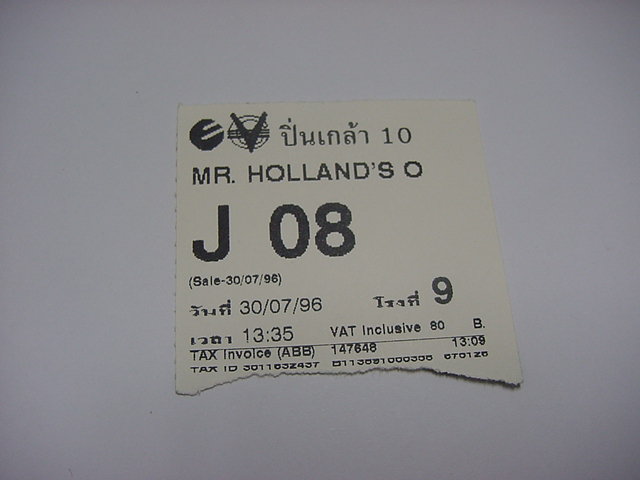 ปิ่นเกล้า 10
MR. HOLLAND'S O
J 08
(Sale-30/07/96)
วันที่ 30/07/96 โรงที่ 9
เวลา 13:35 VAT Inclusive 80 B.
TAX Invoice (ABB) 147648 13:09
TAX ID